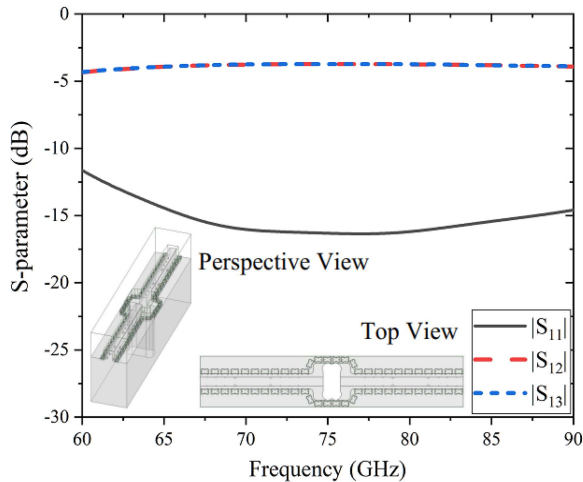 0
-5
-10
-15
-20
-25
-30
S-parameter (dB)
Perspective View
Top View
|S11|
|S12|
|S13|
60
65
70
75
80
85
90
Frequency (GHz)